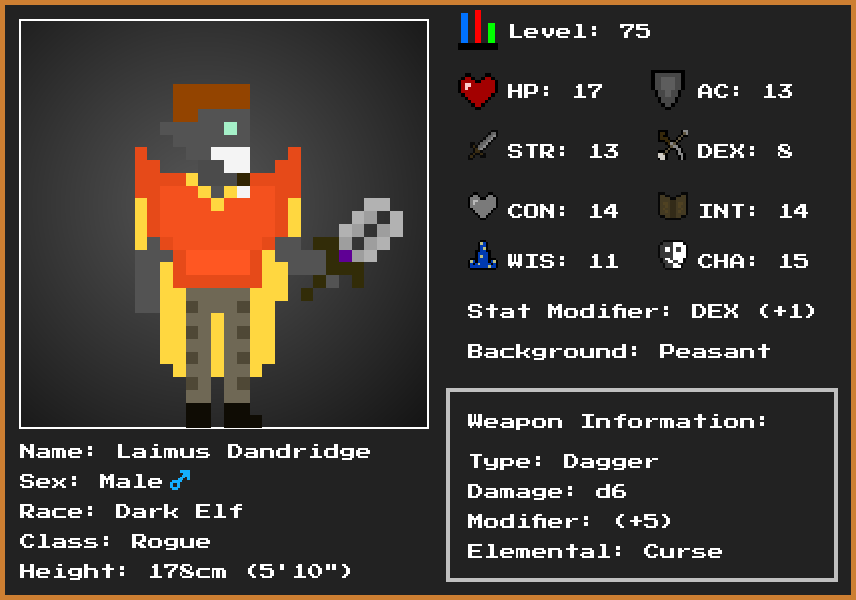 Level: 75
HP: 17 AC: 13
STR: 13 DEX: 8
CON: 14 INT: 14
WIS: 11 CHA: 15
Stat Modifier: DEX (+1)
Background: Peasant
Weapon Information:
Type: Dagger
Damage: d6
Modifier: (+5)
Elemental: Curse
Name: Laimus Dandridge
Sex: Male♂
Race: Dark Elf
Class: Rogue
Height: 178cm (5'10")